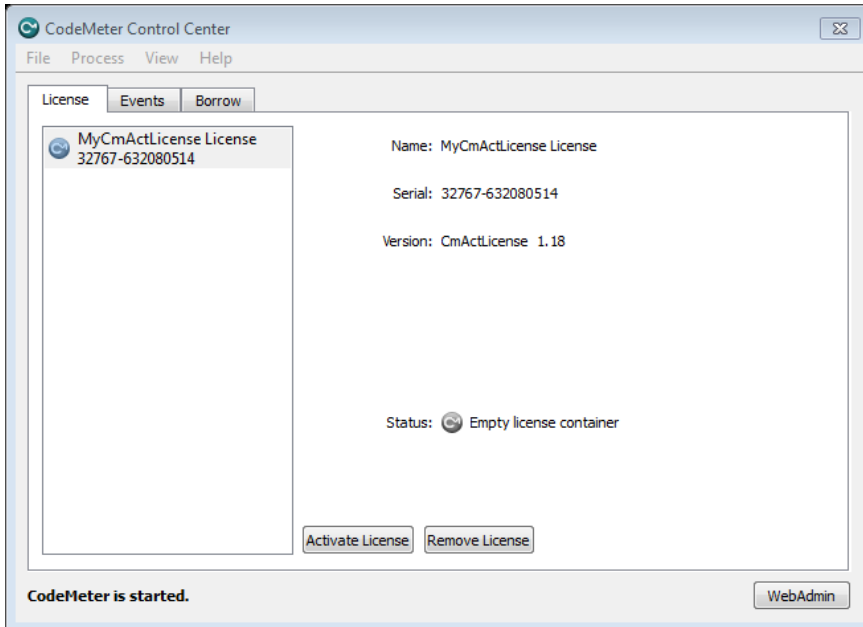 CodeMeter Control Center
File Process View Help
License Events Borrow
MyCmActLicense License
32767-632080514
Name: MyCmActLicense License
Serial: 32767-632080514
Version: CmActLicense 1.18
Status: Empty license container
Activate License Remove License
CodeMeter is started.
WebAdmin